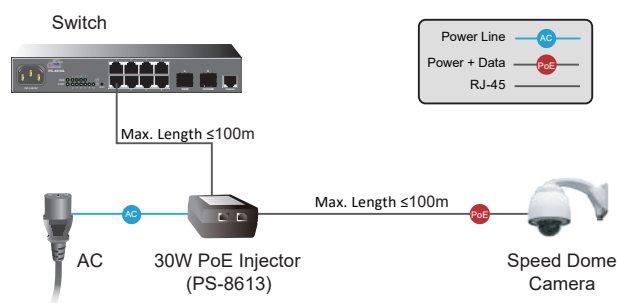 Switch
Power Line
AC
Power + Data
PoE
RJ-45
Max. Length ≤100m
Max. Length ≤100m
AC
PoE
AC
30W PoE Injector
(PS-8613)
Speed Dome
Camera